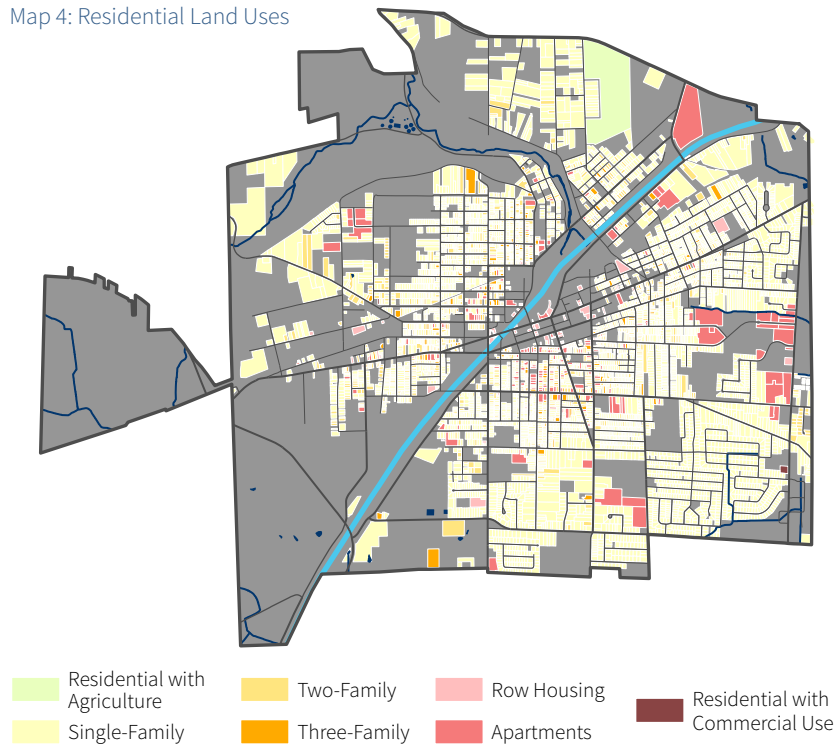 Map 4: Residential Land Uses
Residential with
Agriculture
Single-Family
Two-Family
Three-Family
Row Housing
Apartments
Residential with
Commercial Use